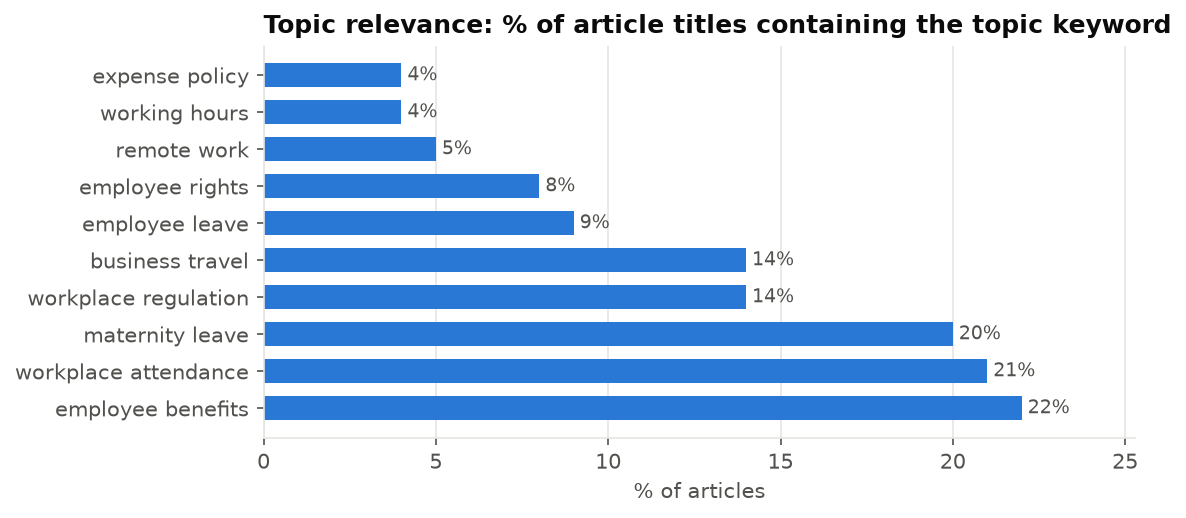 Topic relevance: % of article titles containing the topic keyword
expense policy 4%
working hours 4%
remote work 5%
employee rights 8%
employee leave 9%
business travel 14%
workplace regulation 14%
maternity leave 20%
workplace attendance 21%
employee benefits 22%
0 5 10 15 20 25
% of articles